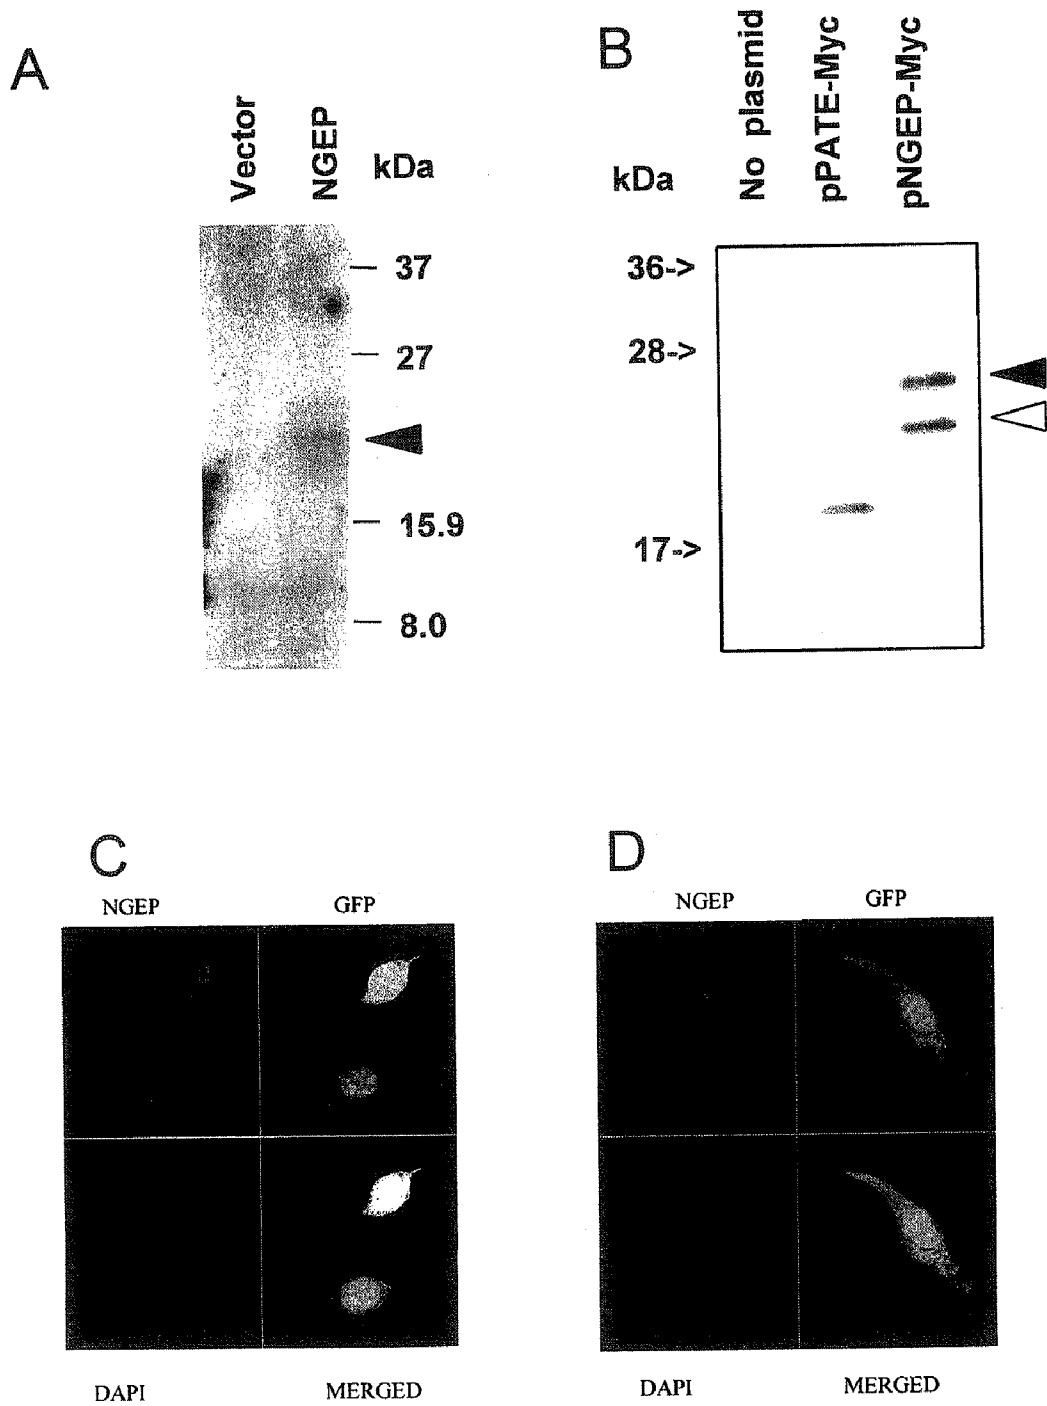 A
Vector
NGEP
kDa
37
27
15.9
8.0
B
No plasmid
pPATE-Myc
pNGEP-Myc
kDa
36->
28->
17->
C
NGEP
GFP
DAPI
MERGED
D
NGEP
GFP
DAPI
MERGED